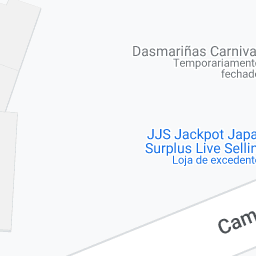 Dasmariñas Carniva
Temporariamente
fechado
JJS Jackpot Japa
Surplus Live Sellin
Loja de excedente
Cam